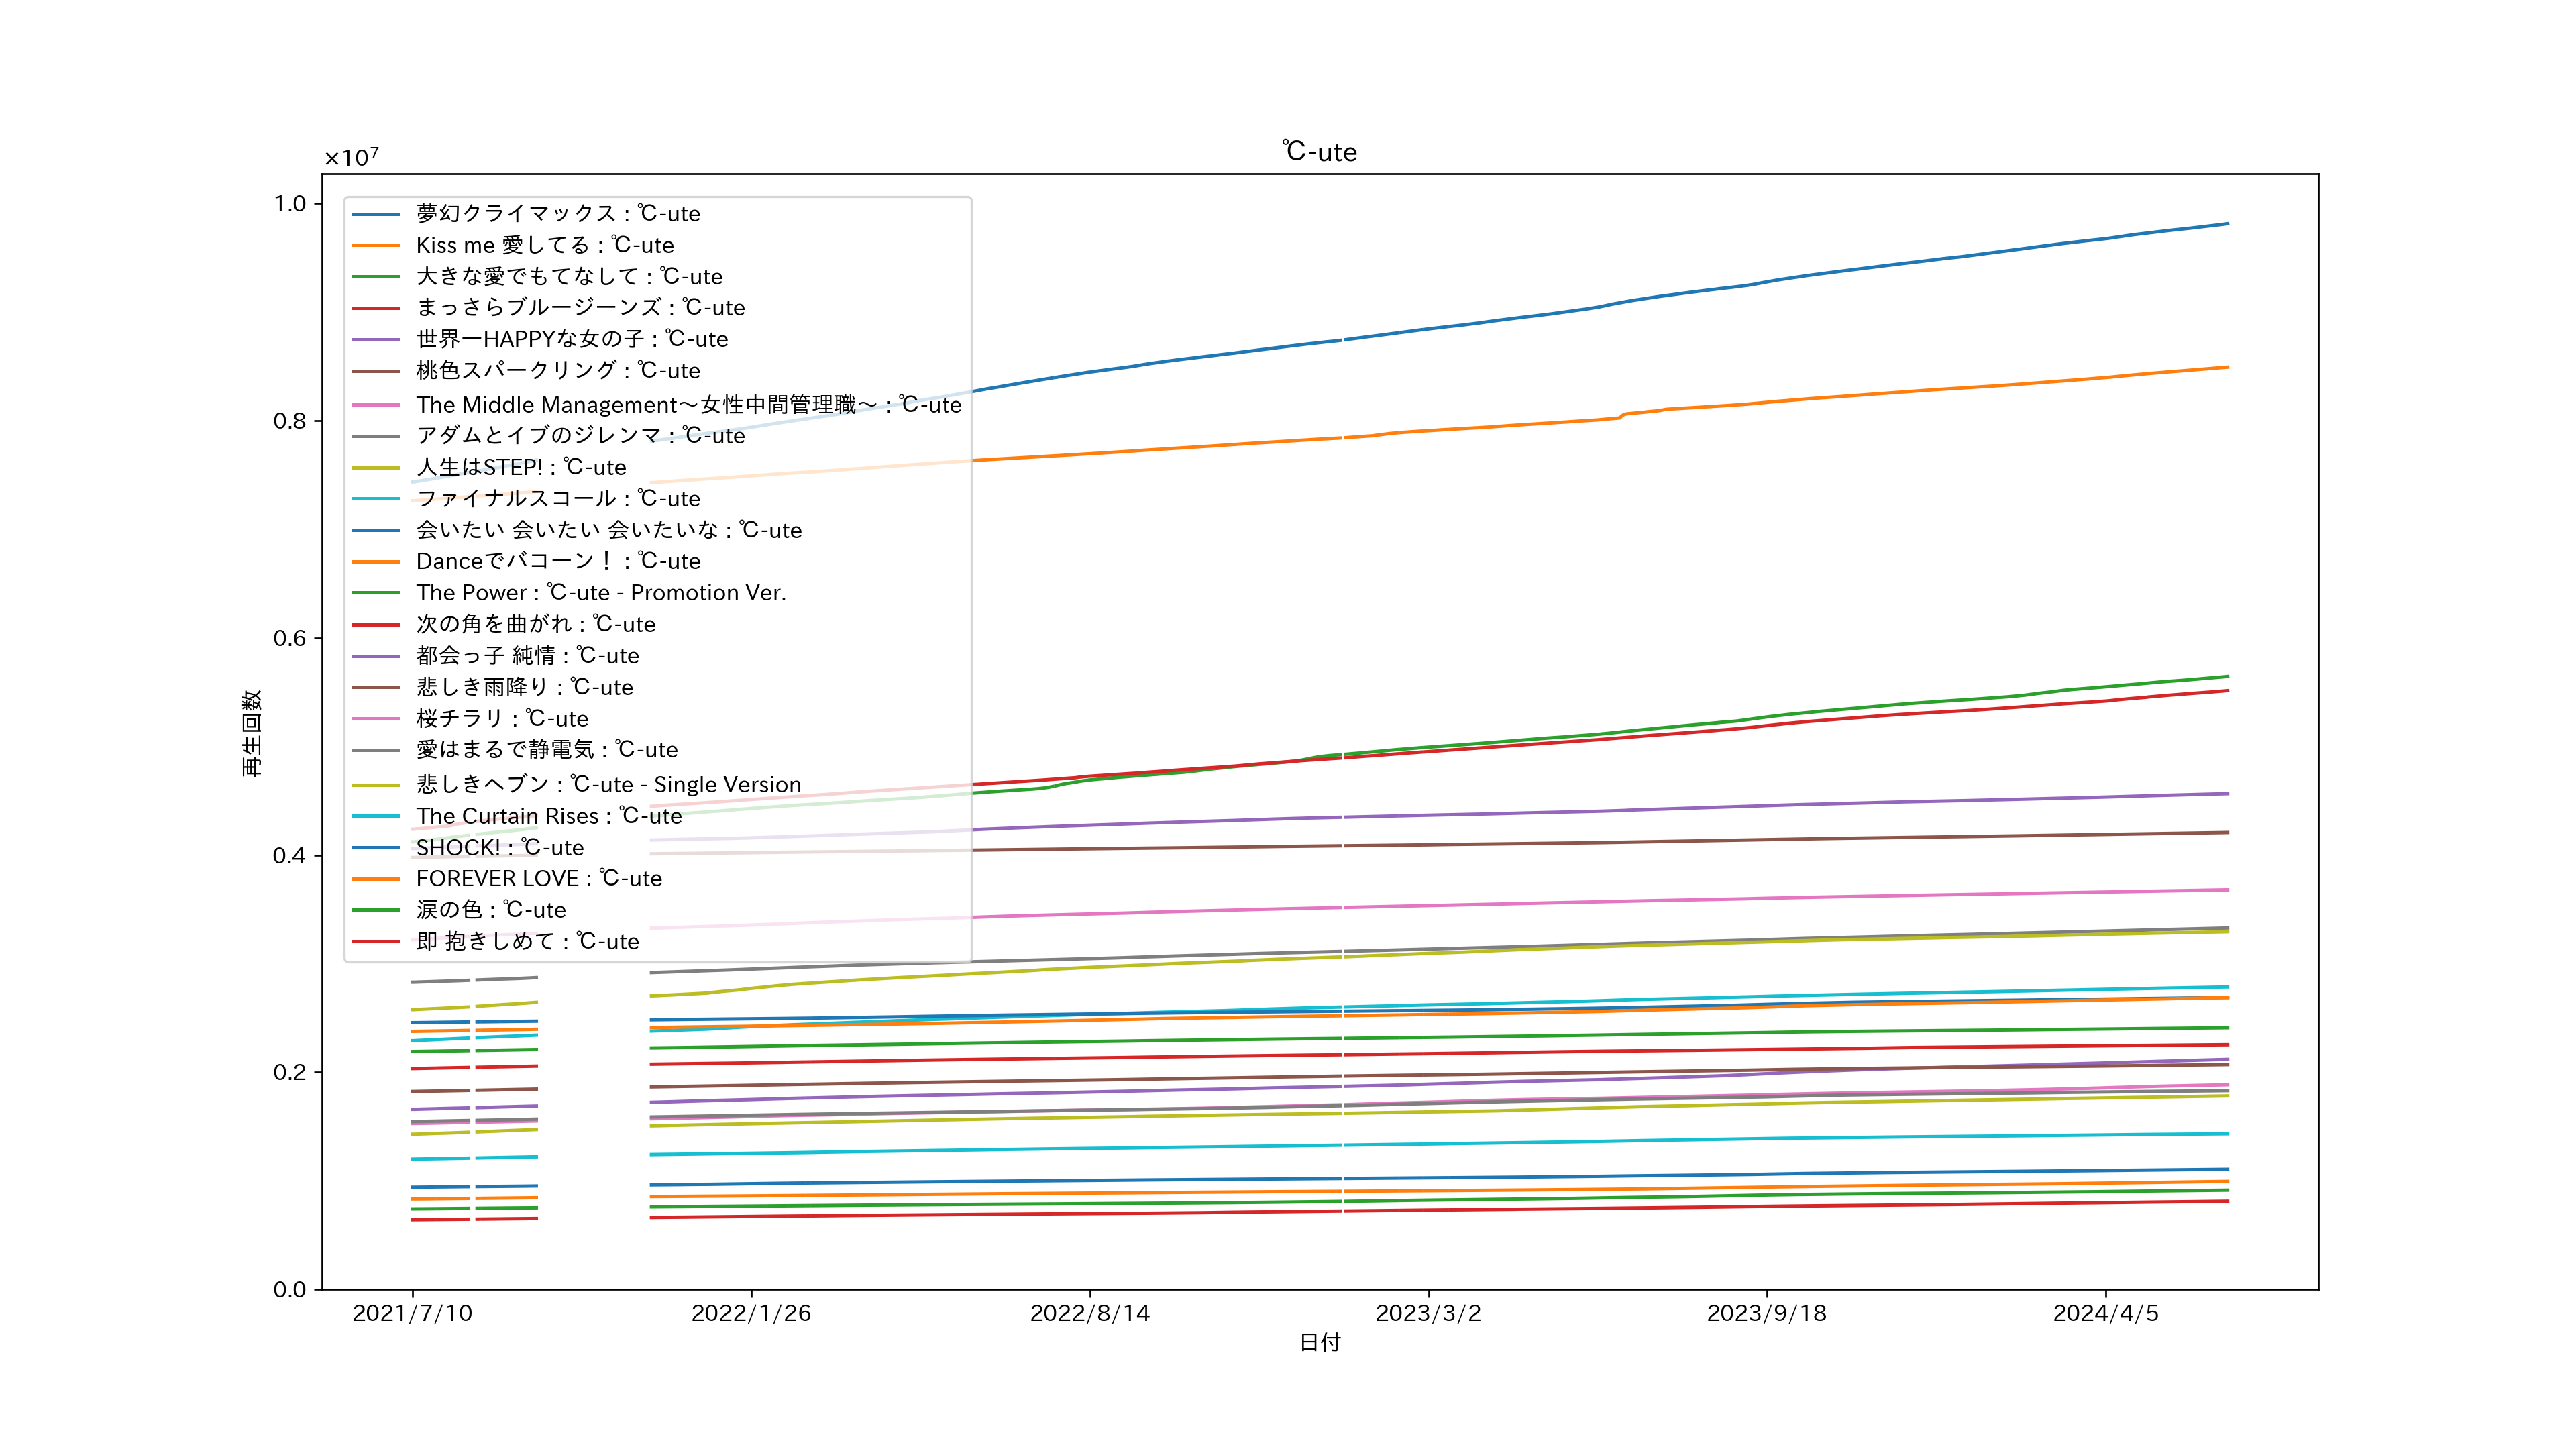 ℃-ute
×10⁷
1.0
0.8
0.6
0.4
0.2
0.0
再生回数
夢幻クライマックス : ℃-ute
Kiss me 愛してる : ℃-ute
大きな愛でもてなして : ℃-ute
まっさらブルージーンズ : ℃-ute
世界一HAPPYな女の子 : ℃-ute
桃色スパークリング : ℃-ute
The Middle Management〜女性中間管理職〜 : ℃-ute
アダムとイブのジレンマ : ℃-ute
人生はSTEP! : ℃-ute
ファイナルスコール : ℃-ute
会いたい 会いたい 会いたいな : ℃-ute
Danceでバコーン！ : ℃-ute
The Power : ℃-ute - Promotion Ver.
次の角を曲がれ : ℃-ute
都会っ子 純情 : ℃-ute
悲しき雨降り : ℃-ute
桜チラリ : ℃-ute
愛はまるで静電気 : ℃-ute
悲しきヘブン : ℃-ute - Single Version
The Curtain Rises : ℃-ute
SHOCK! : ℃-ute
FOREVER LOVE : ℃-ute
涙の色 : ℃-ute
即 抱きしめて : ℃-ute
2021/7/10 2022/1/26 2022/8/14 2023/3/2 2023/9/18 2024/4/5
日付